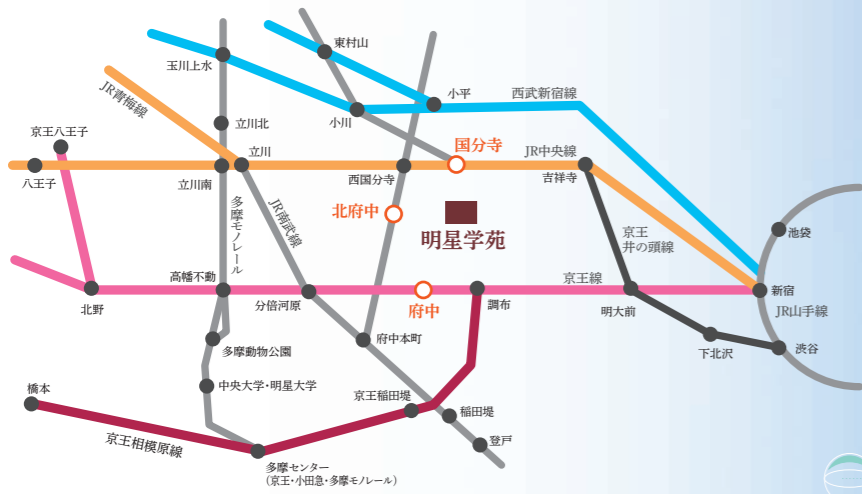 東村山
玉川上水
小平
西武新宿線
JR青梅線
小川
立川北
京王八王子
立川
国分寺
JR中央線
八王子
立川南
西国分寺
吉祥寺
多摩モノレール
JR南武線
北府中
明星学苑
京王
井の頭線
池袋
高幡不動
京王線
新宿
北野
分倍河原
府中
調布
明大前
JR山手線
府中本町
下北沢
渋谷
多摩動物公園
橋本
中央大学・明星大学
京王稲田堤
稲田堤
京王相模原線
登戸
多摩センター
(京王・小田急・多摩モノレール)